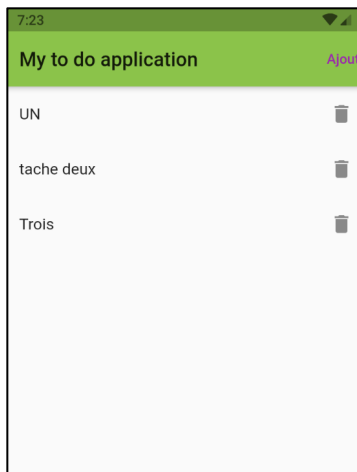 7:23
My to do application
Ajout
UN
tache deux
Trois